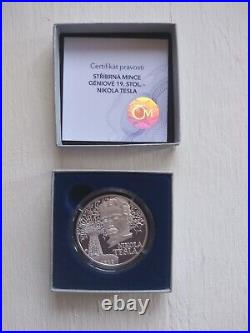 Certifikát pravosti
STŘÍBRNÁ MINCE
GÉNIOVÉ 19. STOL. –
NIKOLA TESLA
ČM
NIKOLA
TESLA